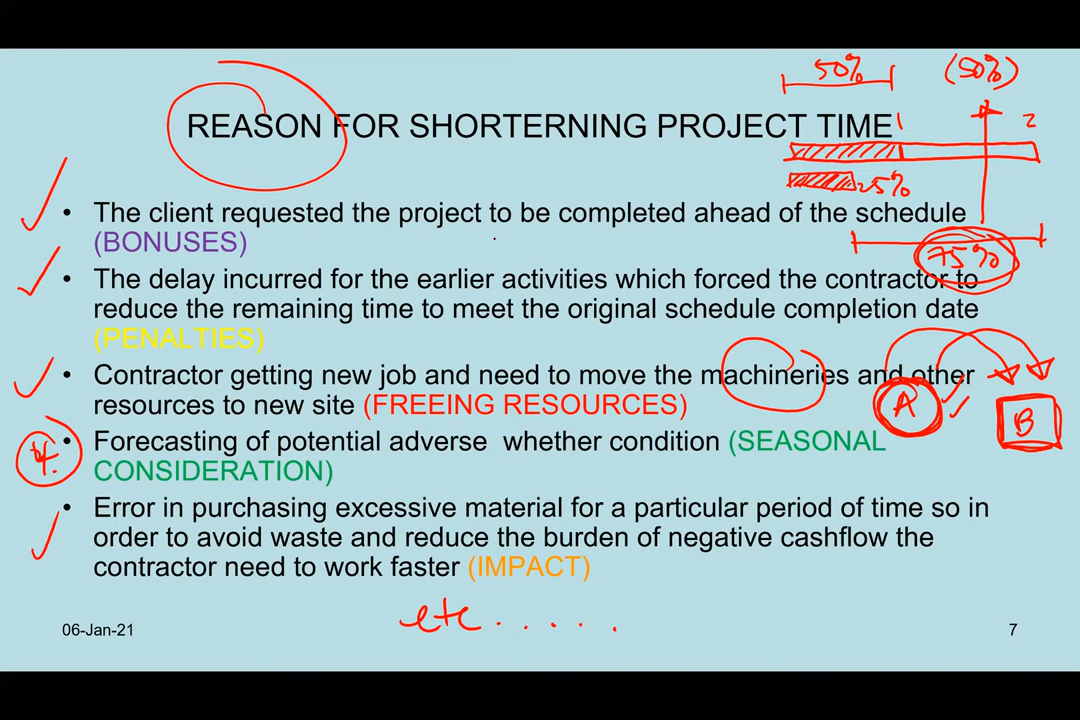 50% (50%)
REASON FOR SHORTERNING PROJECT TIME
1 2
25%
• The client requested the project to be completed ahead of the schedule
(BONUSES)
75%
• The delay incurred for the earlier activities which forced the contractor to
reduce the remaining time to meet the original schedule completion date
(PENALTIES)
• Contractor getting new job and need to move the machineries and other
resources to new site (FREEING RESOURCES)
A B
4.
• Forecasting of potential adverse whether condition (SEASONAL
CONSIDERATION)
• Error in purchasing excessive material for a particular period of time so in
order to avoid waste and reduce the burden of negative cashflow the
contractor need to work faster (IMPACT)
etc......
06-Jan-21 7